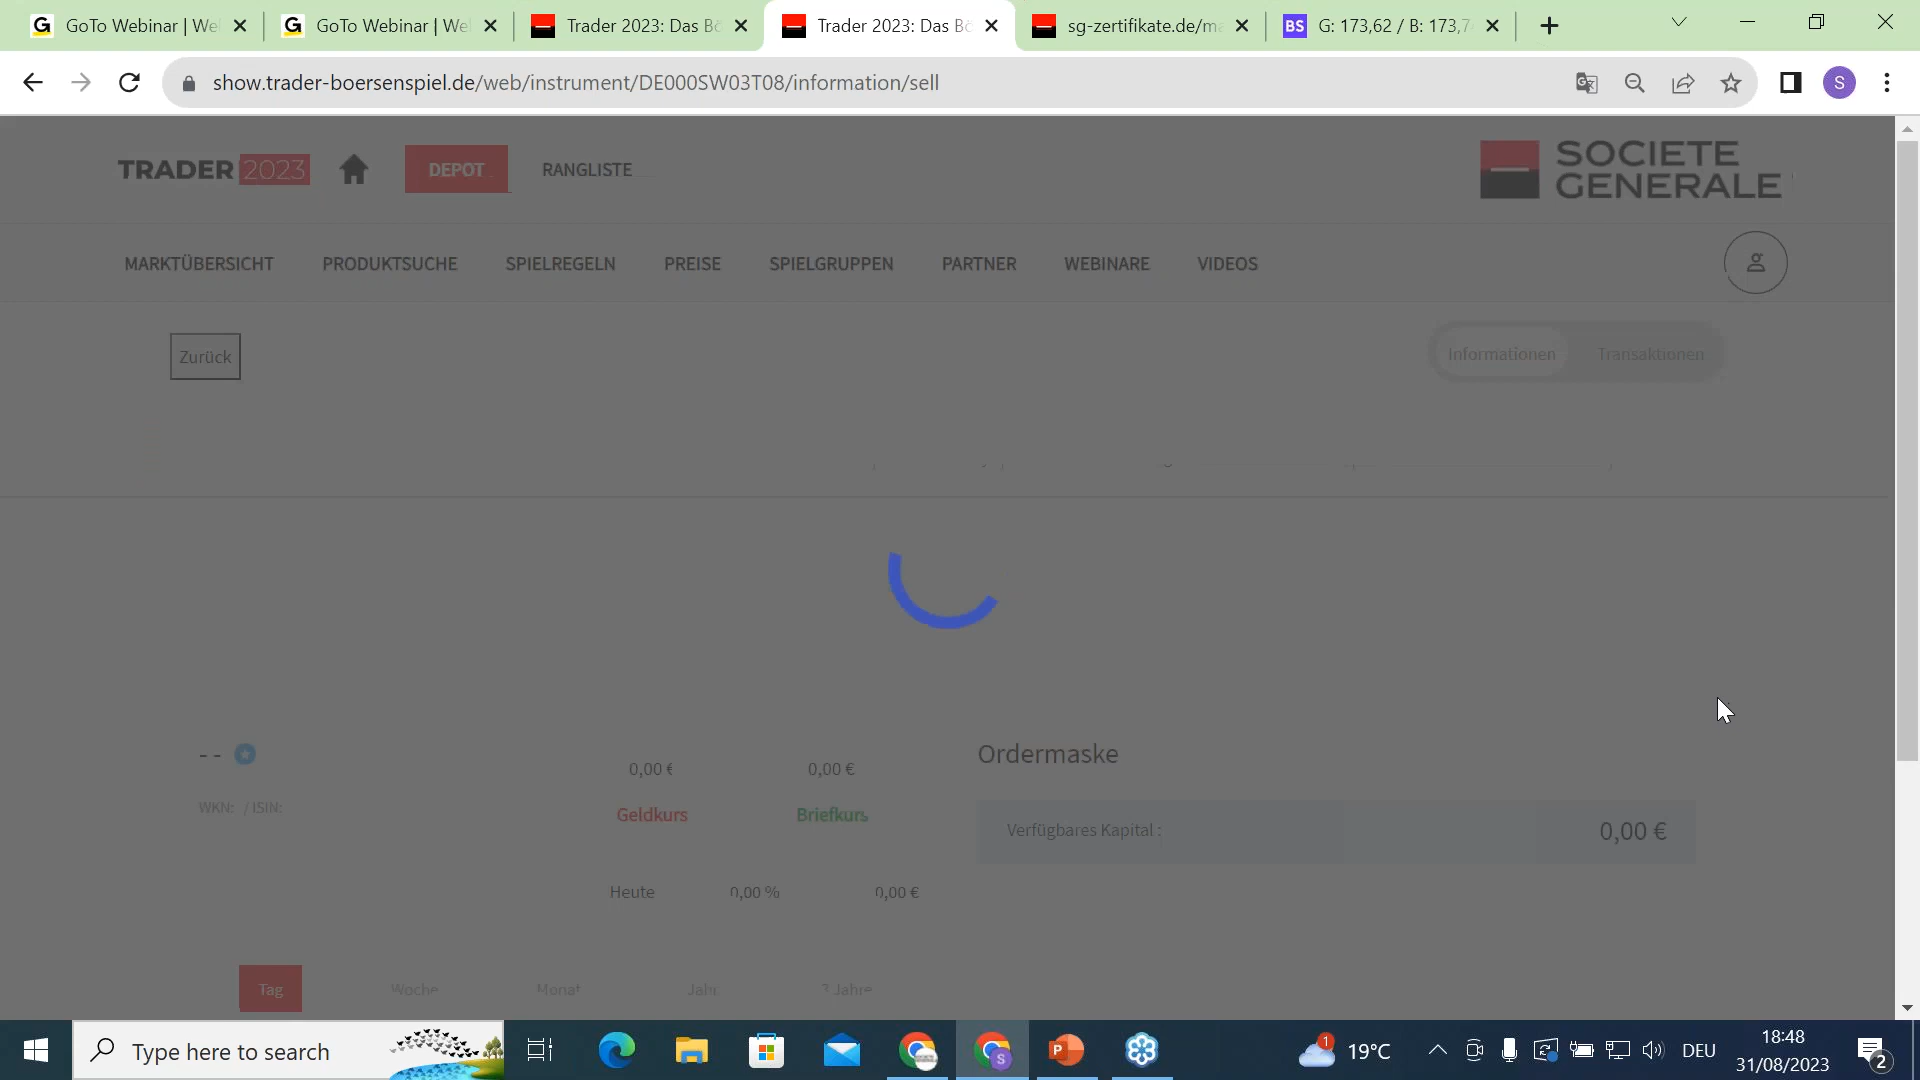 GoTo Webinar | We
GoTo Webinar | We
Trader 2023: Das Bö
Trader 2023: Das Bö
sg-zertifikate.de/ma
BS G: 173,62 / B: 173,7
show.trader-boersenspiel.de/web/instrument/DE000SW03T08/information/sell
S
TRADER 2023
DEPOT
RANGLISTE
SOCIETE
GENERALE
MARKTÜBERSICHT
PRODUKTSUCHE
SPIELREGELN
PREISE
SPIELGRUPPEN
PARTNER
WEBINARE
VIDEOS
Zurück
Informationen
Transaktionen
- -
WKN: / ISIN:
0,00 €
0,00 €
Geldkurs
Briefkurs
Heute
0,00 %
0,00 €
Ordermaske
Verfügbares Kapital :
0,00 €
Tag
Woche
Monat
Jahr
3 Jahre
Type here to search
1
19°C
DEU
18:48
31/08/2023
2